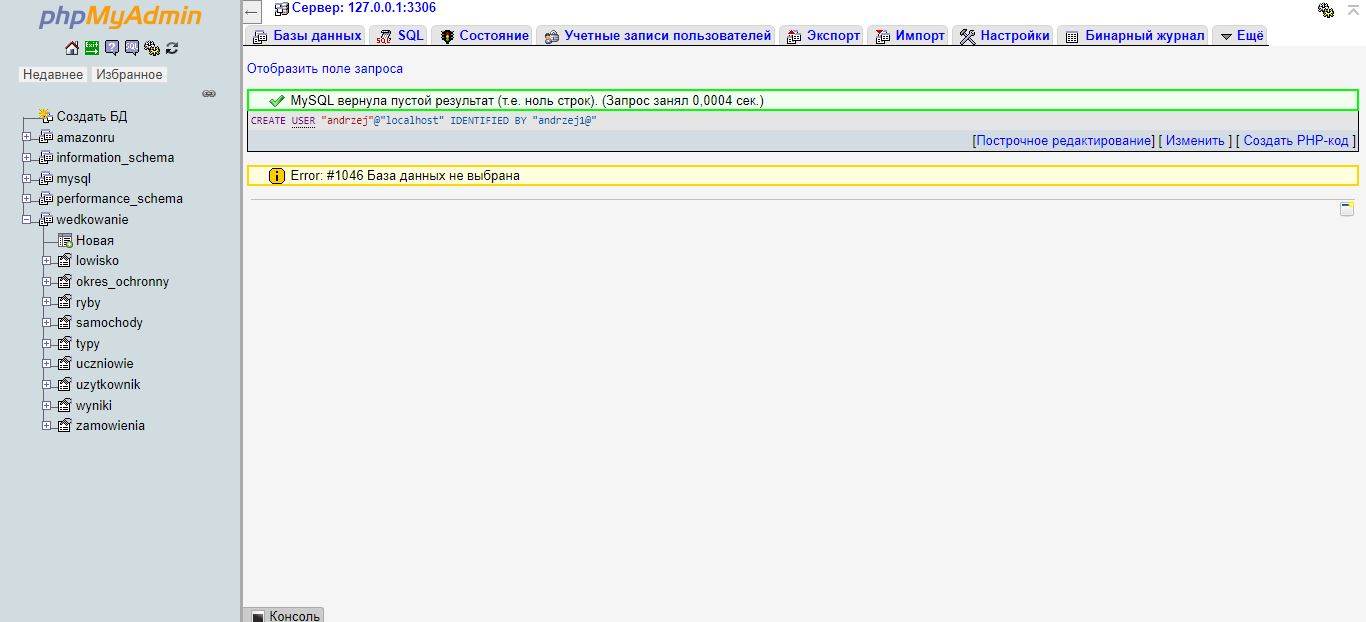 phpMyAdmin
Недавнее Избранное
Создать БД
amazonru
information_schema
mysql
performance_schema
wedkowanie
Новая
lowisko
okres_ochronny
ryby
samochody
typy
uczniowie
uzytkownik
wyniki
zamowienia
Сервер: 127.0.0.1:3306
Базы данных SQL Состояние Учетные записи пользователей Экспорт Импорт Настройки Бинарный журнал Ещё
Отобразить поле запроса
MySQL вернула пустой результат (т.е. ноль строк). (Запрос занял 0,0004 сек.)
CREATE USER "andrzej"@"localhost" IDENTIFIED BY "andrzej1@"
[Построчное редактирование] [ Изменить ] [ Создать PHP-код ]
Error: #1046 База данных не выбрана
Консоль